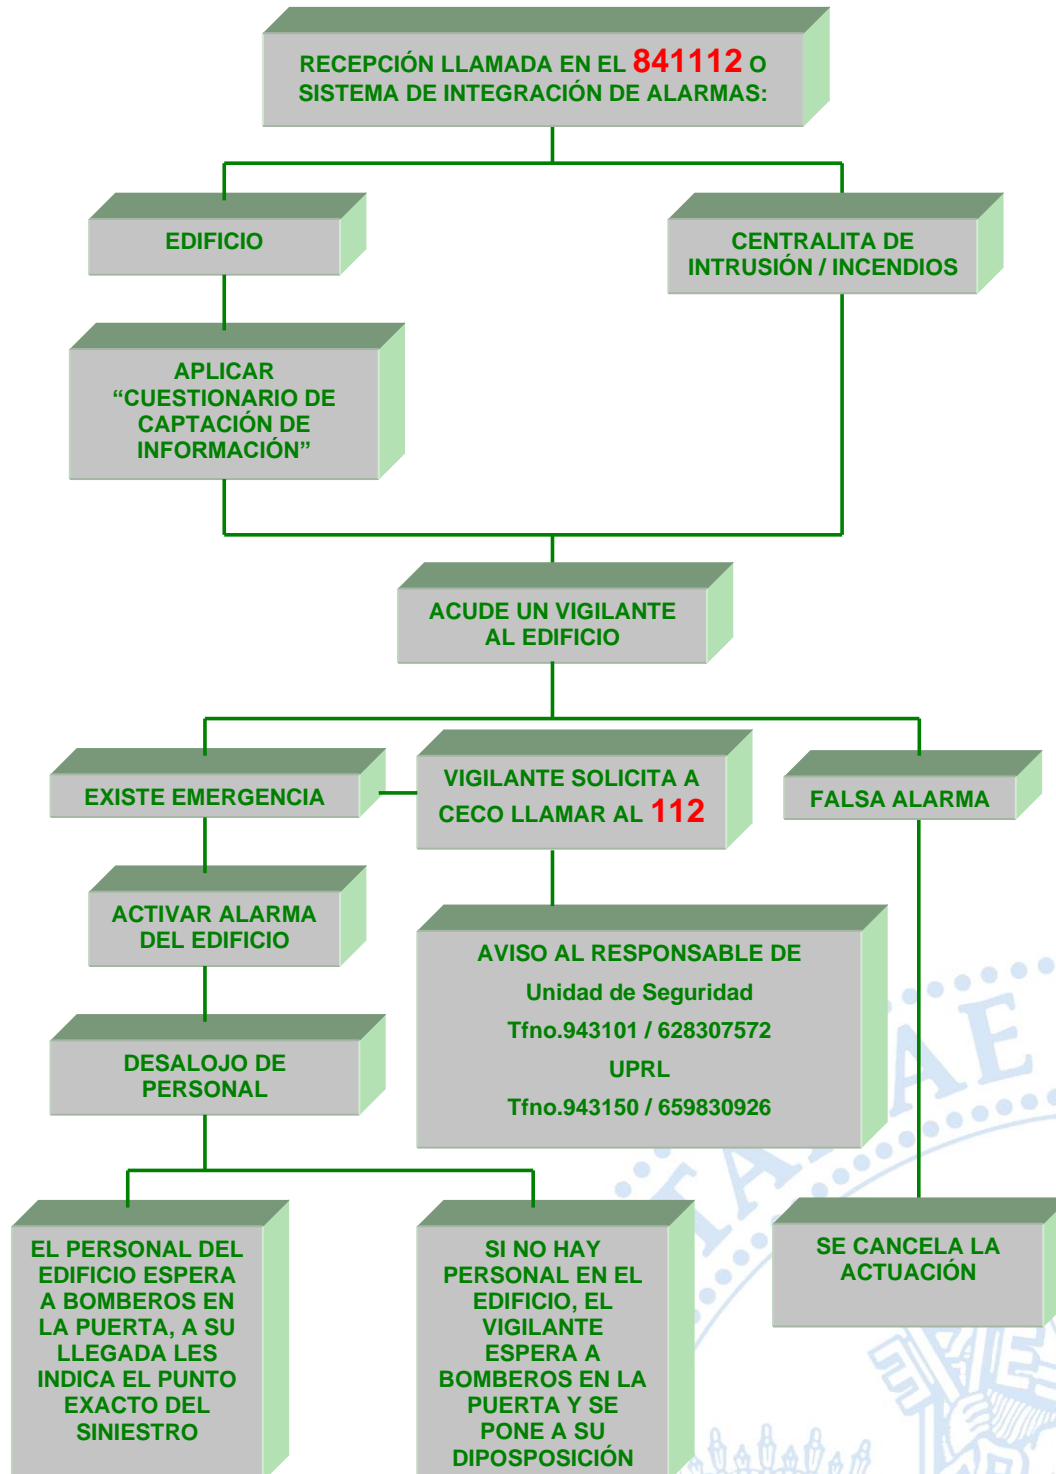 RECEPCIÓN LLAMADA EN EL 841112 O
SISTEMA DE INTEGRACIÓN DE ALARMAS:
EDIFICIO
CENTRALITA DE
INTRUSIÓN / INCENDIOS
APLICAR
“CUESTIONARIO DE
CAPTACIÓN DE
INFORMACIÓN”
ACUDE UN VIGILANTE
AL EDIFICIO
EXISTE EMERGENCIA
VIGILANTE SOLICITA A
CECO LLAMAR AL 112
FALSA ALARMA
ACTIVAR ALARMA
DEL EDIFICIO
AVISO AL RESPONSABLE DE
Unidad de Seguridad
Tfno.943101 / 628307572
UPRL
Tfno.943150 / 659830926
DESALOJO DE
PERSONAL
EL PERSONAL DEL
EDIFICIO ESPERA
A BOMBEROS EN
LA PUERTA, A SU
LLEGADA LES
INDICA EL PUNTO
EXACTO DEL
SINIESTRO
SI NO HAY
PERSONAL EN EL
EDIFICIO, EL
VIGILANTE
ESPERA A
BOMBEROS EN LA
PUERTA Y SE
PONE A SU
DIPOSPOSICIÓN
SE CANCELA LA
ACTUACIÓN